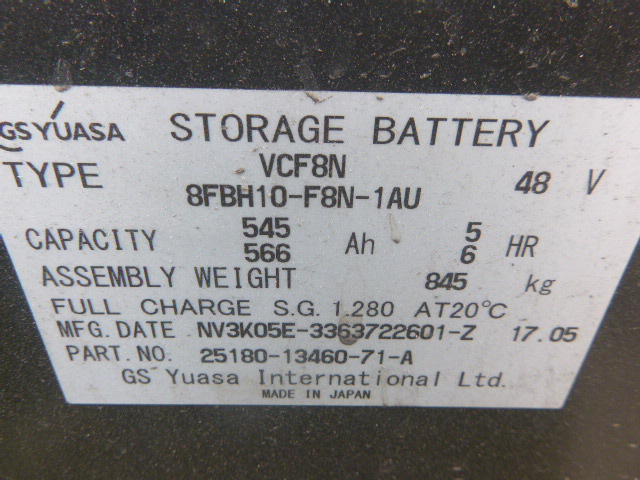 GS YUASA STORAGE BATTERY
TYPE VCF8N 48 V
8FBH10-F8N-1AU
CAPACITY 545 Ah 5 HR
566 6
ASSEMBLY WEIGHT 845 kg
FULL CHARGE S.G. 1.280 AT20°C
MFG. DATE NV3K05E-3363722601-Z 17.05
PART. NO. 25180-13460-71-A
GS Yuasa International Ltd.
MADE IN JAPAN